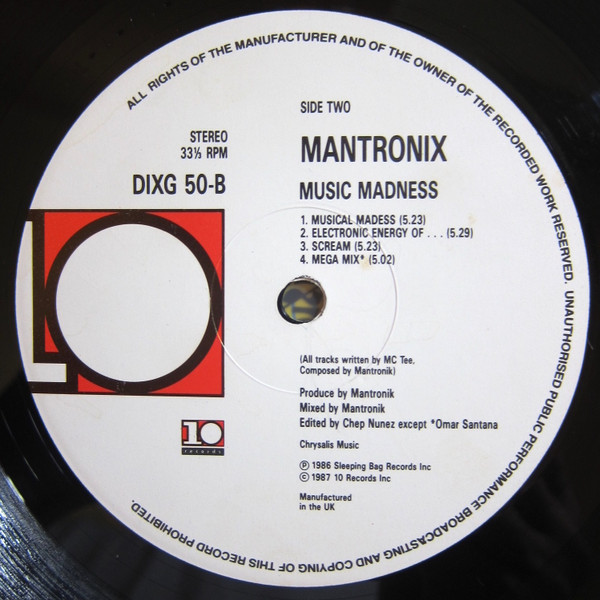 ALL RIGHTS OF THE MANUFACTURER AND OF THE OWNER OF THE RECORDED WORK RESERVED. UNAUTHORISED PUBLIC PERFORMANCE BROADCASTING AND COPYING OF THIS RECORD PROHIBITED.
SIDE TWO
STEREO
33⅓ RPM
DIXG 50-B
MANTRONIX
MUSIC MADNESS
1. MUSICAL MADESS (5.23)
2. ELECTRONIC ENERGY OF . . . (5.29)
3. SCREAM (5.23)
4. MEGA MIX* (5.02)
10
(All tracks written by MC Tee,
Composed by Mantronik)
Produce by Mantronik
Mixed by Mantronik
Edited by Chep Nunez except *Omar Santana
Chrysalis Music
10
records
℗ 1986 Sleeping Bag Records Inc
© 1987 10 Records Inc
Manufactured
in the UK